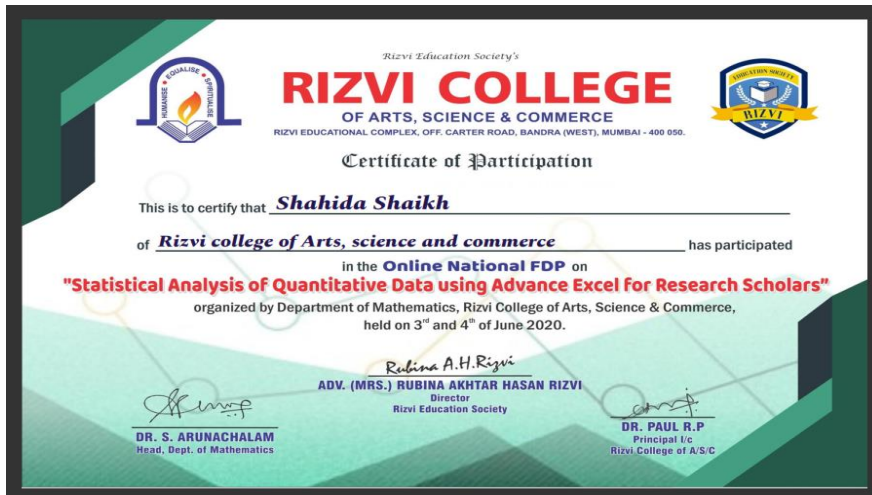 Rizvi Education Society's
RIZVI COLLEGE
OF ARTS, SCIENCE & COMMERCE
RIZVI EDUCATIONAL COMPLEX, OFF. CARTER ROAD, BANDRA (WEST), MUMBAI - 400 050.
HUMANISE • EQUALISE • SPIRITUALISE
EDUCATION SOCIETY
RIZVI
Certificate of Participation
This is to certify that Shahida Shaikh
of Rizvi college of Arts, science and commerce has participated
in the Online National FDP on
"Statistical Analysis of Quantitative Data using Advance Excel for Research Scholars"
organized by Department of Mathematics, Rizvi College of Arts, Science & Commerce,
held on 3rd and 4th of June 2020.
Rubina A.H.Rizvi
ADV. (MRS.) RUBINA AKHTAR HASAN RIZVI
Director
Rizvi Education Society
DR. S. ARUNACHALAM
Head, Dept. of Mathematics
DR. PAUL R.P
Principal I/c
Rizvi College of A/S/C